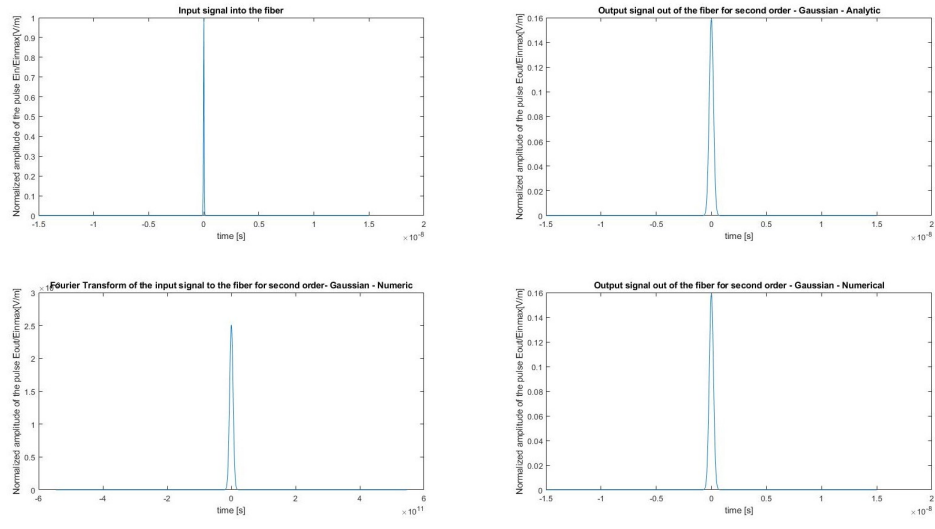 Input signal into the fiber
Normalized amplitude of the pulse Ein/Einmax[V/m]
1
0.9
0.8
0.7
0.6
0.5
0.4
0.3
0.2
0.1
0
-1.5 -1 -0.5 0 0.5 1 1.5 2
time [s]
×10⁻⁸
Output signal out of the fiber for second order - Gaussian - Analytic
Normalized amplitude of the pulse Eout/Einmax[V/m]
0.16
0.14
0.12
0.1
0.08
0.06
0.04
0.02
0
-1.5 -1 -0.5 0 0.5 1 1.5 2
time [s]
×10⁻⁸
Fourier Transform of the input signal to the fiber for second order- Gaussian - Numeric
Normalized amplitude of the pulse Eout/Einmax[V/m]
3
2.5
2
1.5
1
0.5
0
-6 -4 -2 0 2 4 6
time [s]
×10¹¹
Output signal out of the fiber for second order - Gaussian - Numerical
Normalized amplitude of the pulse Eout/Einmax[V/m]
0.16
0.14
0.12
0.1
0.08
0.06
0.04
0.02
0
-1.5 -1 -0.5 0 0.5 1 1.5 2
time [s]
×10⁻⁸